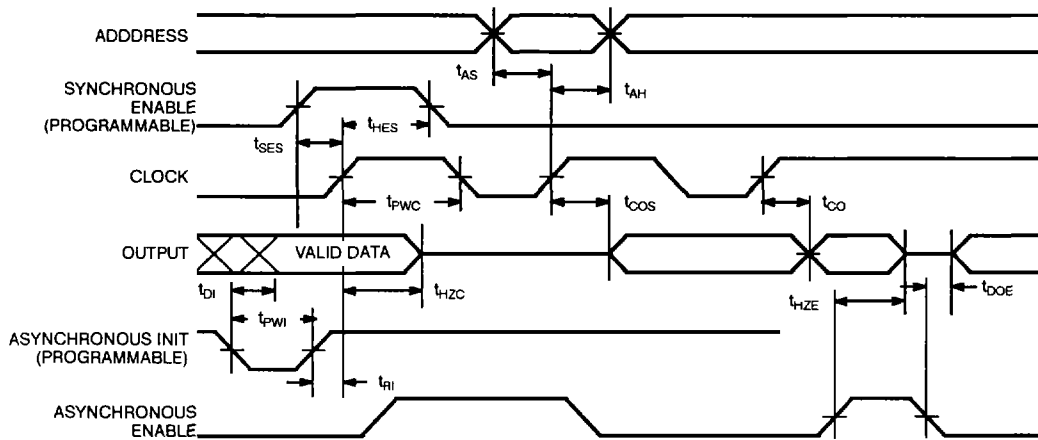 ADDDRESS
tAS
tAH
SYNCHRONOUS
ENABLE
(PROGRAMMABLE)
tHES
tSES
CLOCK
tPWC
tCOS
tCO
OUTPUT
VALID DATA
tDI
tHZC
tHZE
tDOE
tPWI
ASYNCHRONOUS INIT
(PROGRAMMABLE)
tRI
ASYNCHRONOUS
ENABLE